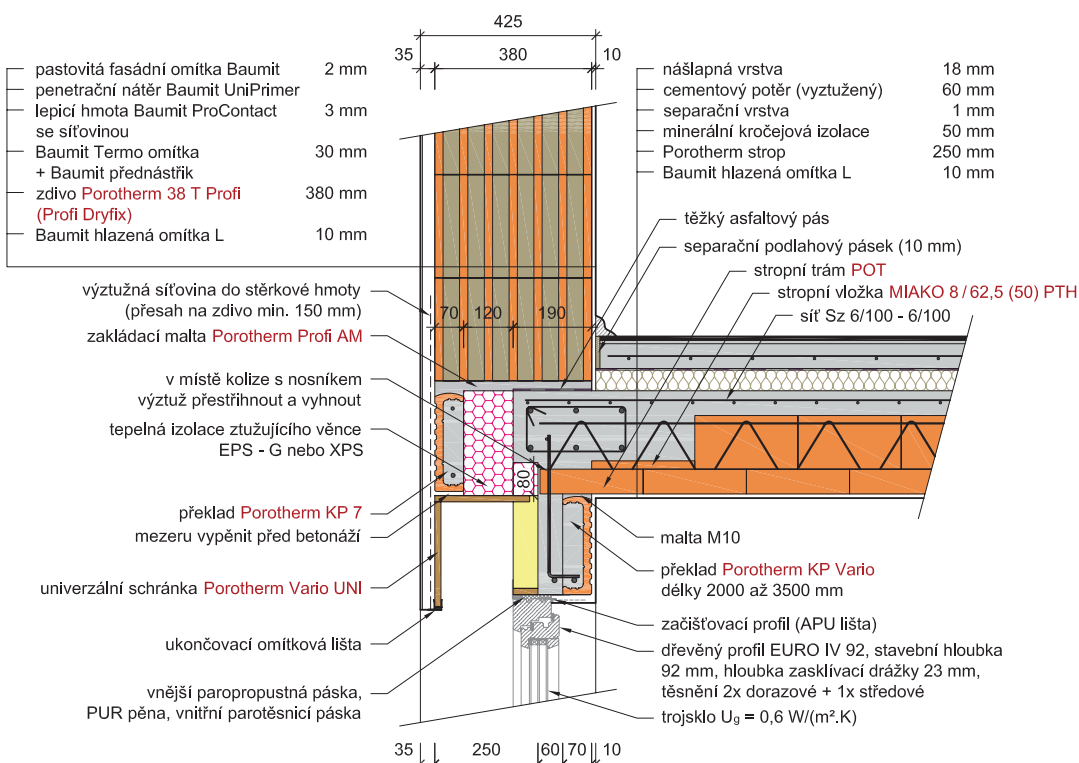 425
35 380 10
pastovitá fasádní omítka Baumit 2 mm
penetrační nátěr Baumit UniPrimer
lepicí hmota Baumit ProContact 3 mm
se síťovinou
Baumit Termo omítka 30 mm
+ Baumit přednástřik
zdivo Porotherm 38 T Profi 380 mm
(Profi Dryfix)
Baumit hlazená omítka L 10 mm
nášlapná vrstva 18 mm
cementový potěr (vyztužený) 60 mm
separační vrstva 1 mm
minerální kročejová izolace 50 mm
Porotherm strop 250 mm
Baumit hlazená omítka L 10 mm
těžký asfaltový pás
separační podlahový pásek (10 mm)
stropní trám POT
stropní vložka MIAKO 8/62,5 (50) PTH
síť Sz 6/100 - 6/100
výztužná síťovina do stěrkové hmoty
(přesah na zdivo min. 150 mm)
70 120 190
zakládací malta Porotherm Profi AM
v místě kolize s nosníkem
výztuž přestřihnout a vyhnout
tepelná izolace ztužujícího věnce
EPS - G nebo XPS
80
překlad Porotherm KP 7
mezeru vypěnit před betonáží
univerzální schránka Porotherm Vario UNI
ukončovací omítková lišta
vnější paropropustná páska,
PUR pěna, vnitřní parotěsnicí páska
malta M10
překlad Porotherm KP Vario
délky 2000 až 3500 mm
začišťovací profil (APU lišta)
dřevěný profil EURO IV 92, stavební hloubka
92 mm, hloubka zasklívací drážky 23 mm,
těsnění 2x dorazové + 1x středové
trojsklo Ug = 0,6 W/(m².K)
35 250 60 70 10